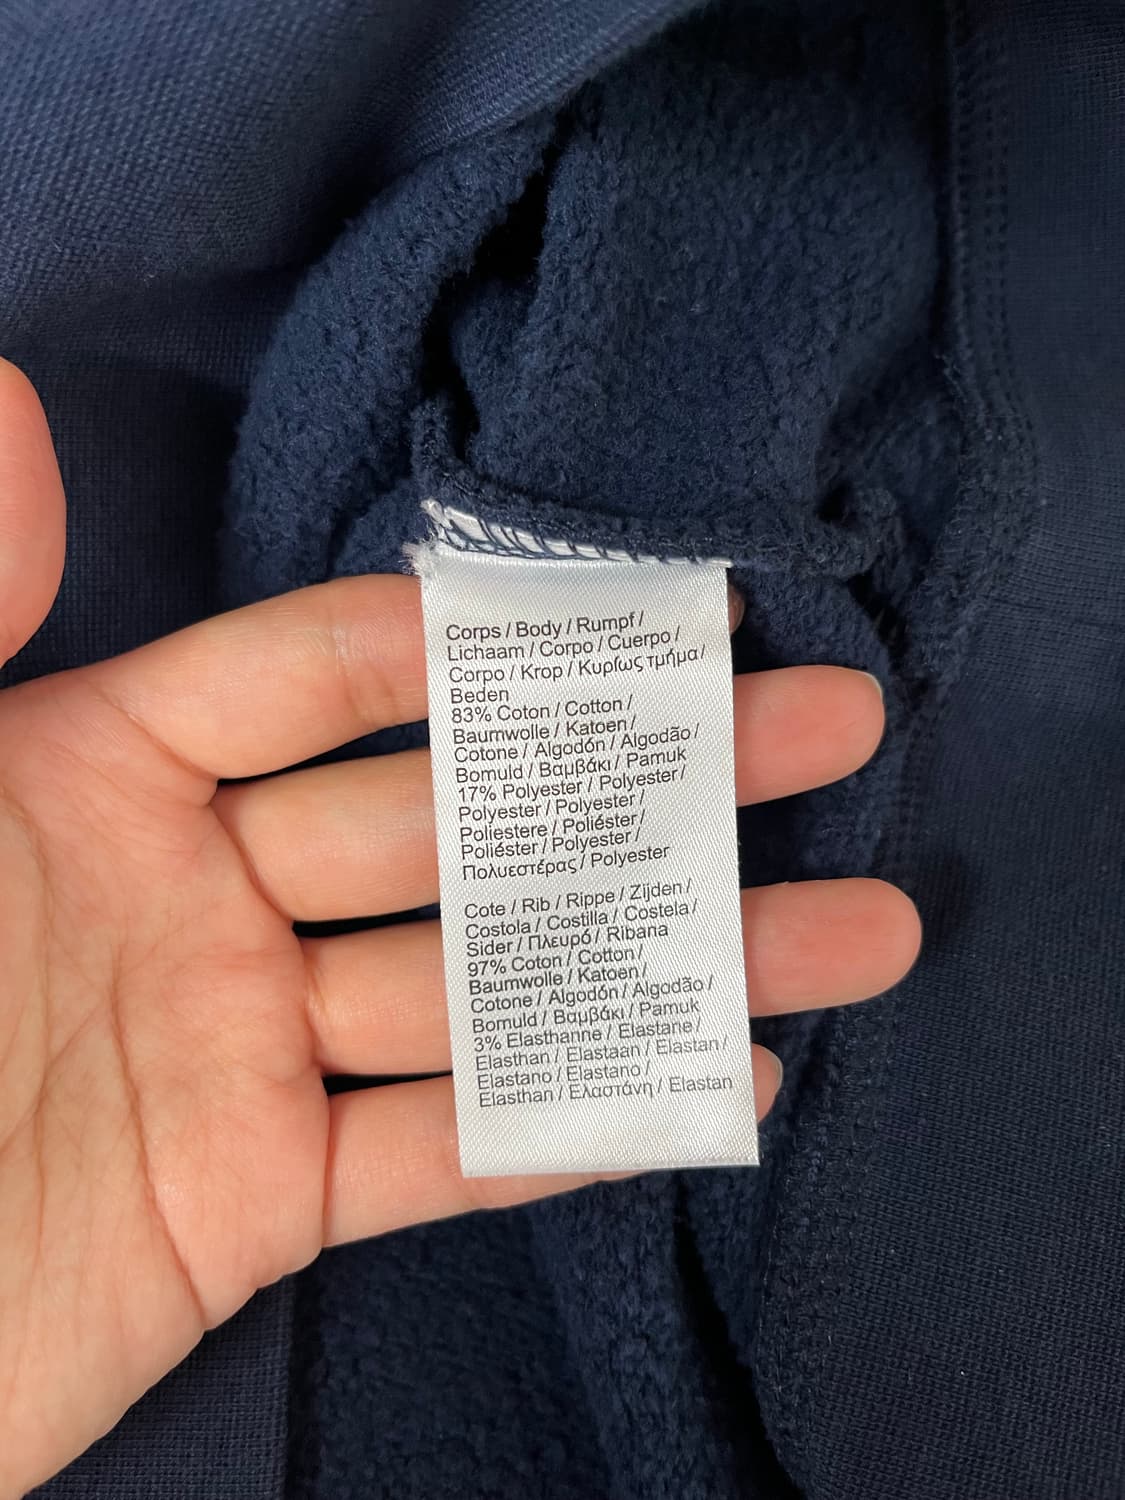 Corps / Body / Rumpf /
Lichaam / Corpo / Cuerpo /
Corpo / Krop / Κυρίως τμήμα /
Beden
83% Coton / Cotton /
Baumwolle / Katoen /
Cotone / Algodón / Algodão /
Bomuld / Βαμβάκι / Pamuk
17% Polyester / Polyester /
Polyester / Polyester /
Poliestere / Poliéster /
Poliéster / Polyester /
Πολυεστέρας / Polyester
Cote / Rib / Rippe / Zijden /
Costola / Costilla / Costela /
Sider / Πλευρό / Ribana
97% Coton / Cotton /
Baumwolle / Katoen /
Cotone / Algodón / Algodão /
Bomuld / Βαμβάκι / Pamuk
3% Elasthanne / Elastane /
Elasthan / Elastaan / Elastan /
Elastano / Elastano /
Elasthan / Ελαστάνη / Elastan